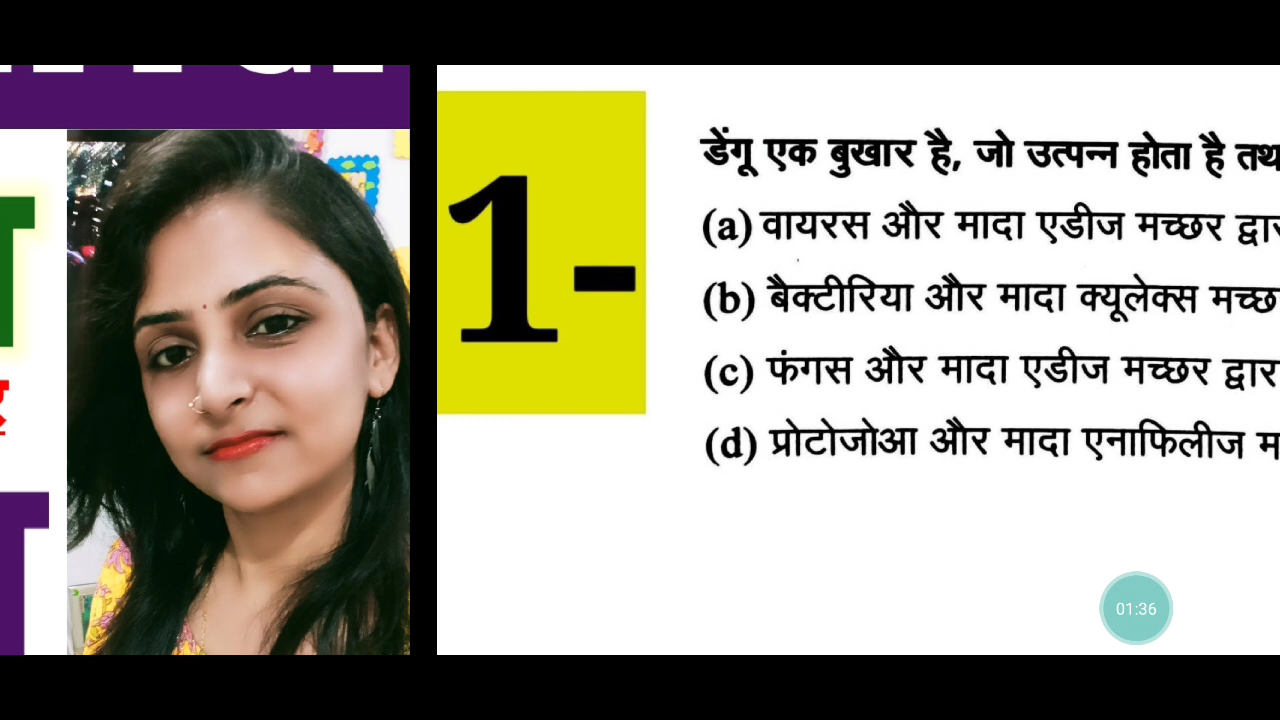 1-
डेंगू एक बुखार है, जो उत्पन्न होता है
(a) वायरस और मादा एडीज मच्छर
(b) बैक्टीरिया और मादा क्यूलेक्स
(c) फंगस और मादा एडीज मच्छर
(d) प्रोटोजोआ और मादा एनाफिलीज
01:36